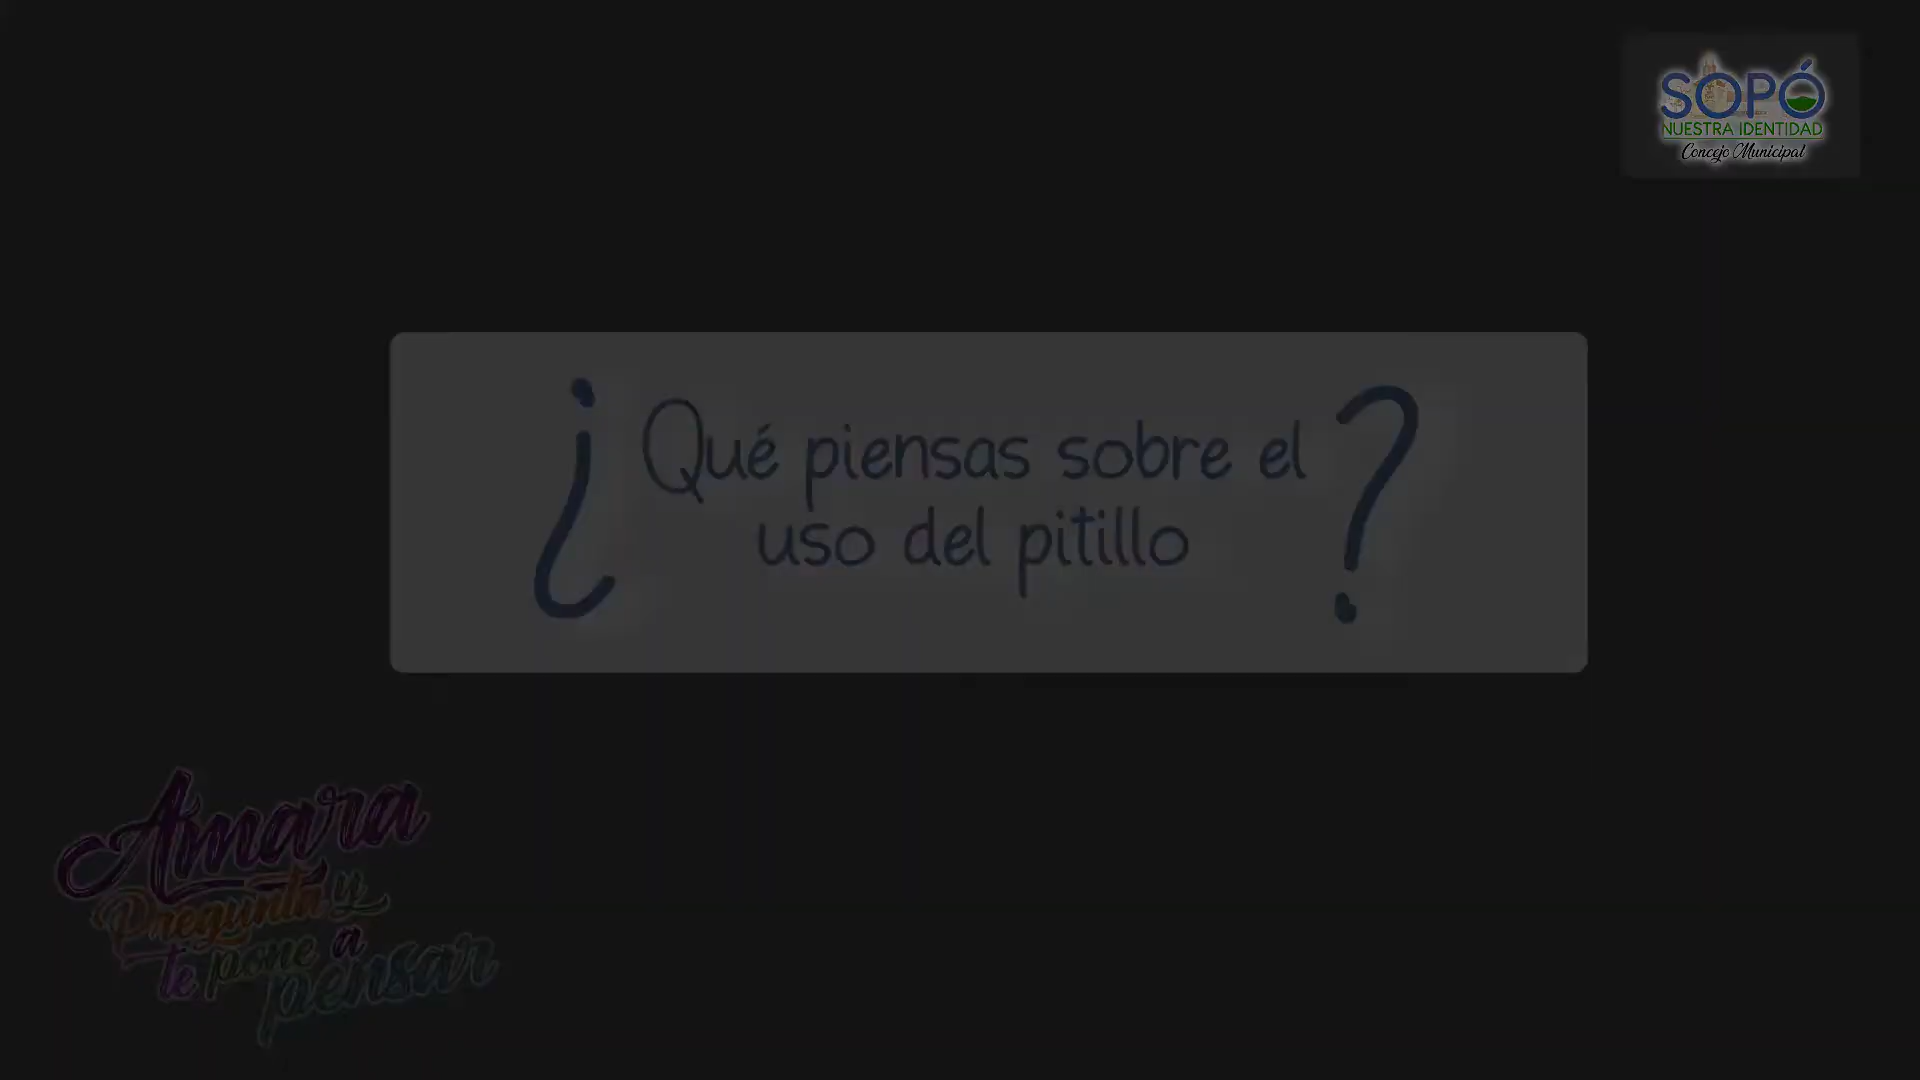 SOPÓ
NUESTRA IDENTIDAD
Concejo Municipal
¿Qué piensas sobre el
uso del pitillo?
Amara
Pregunta y
te pone a
pensar